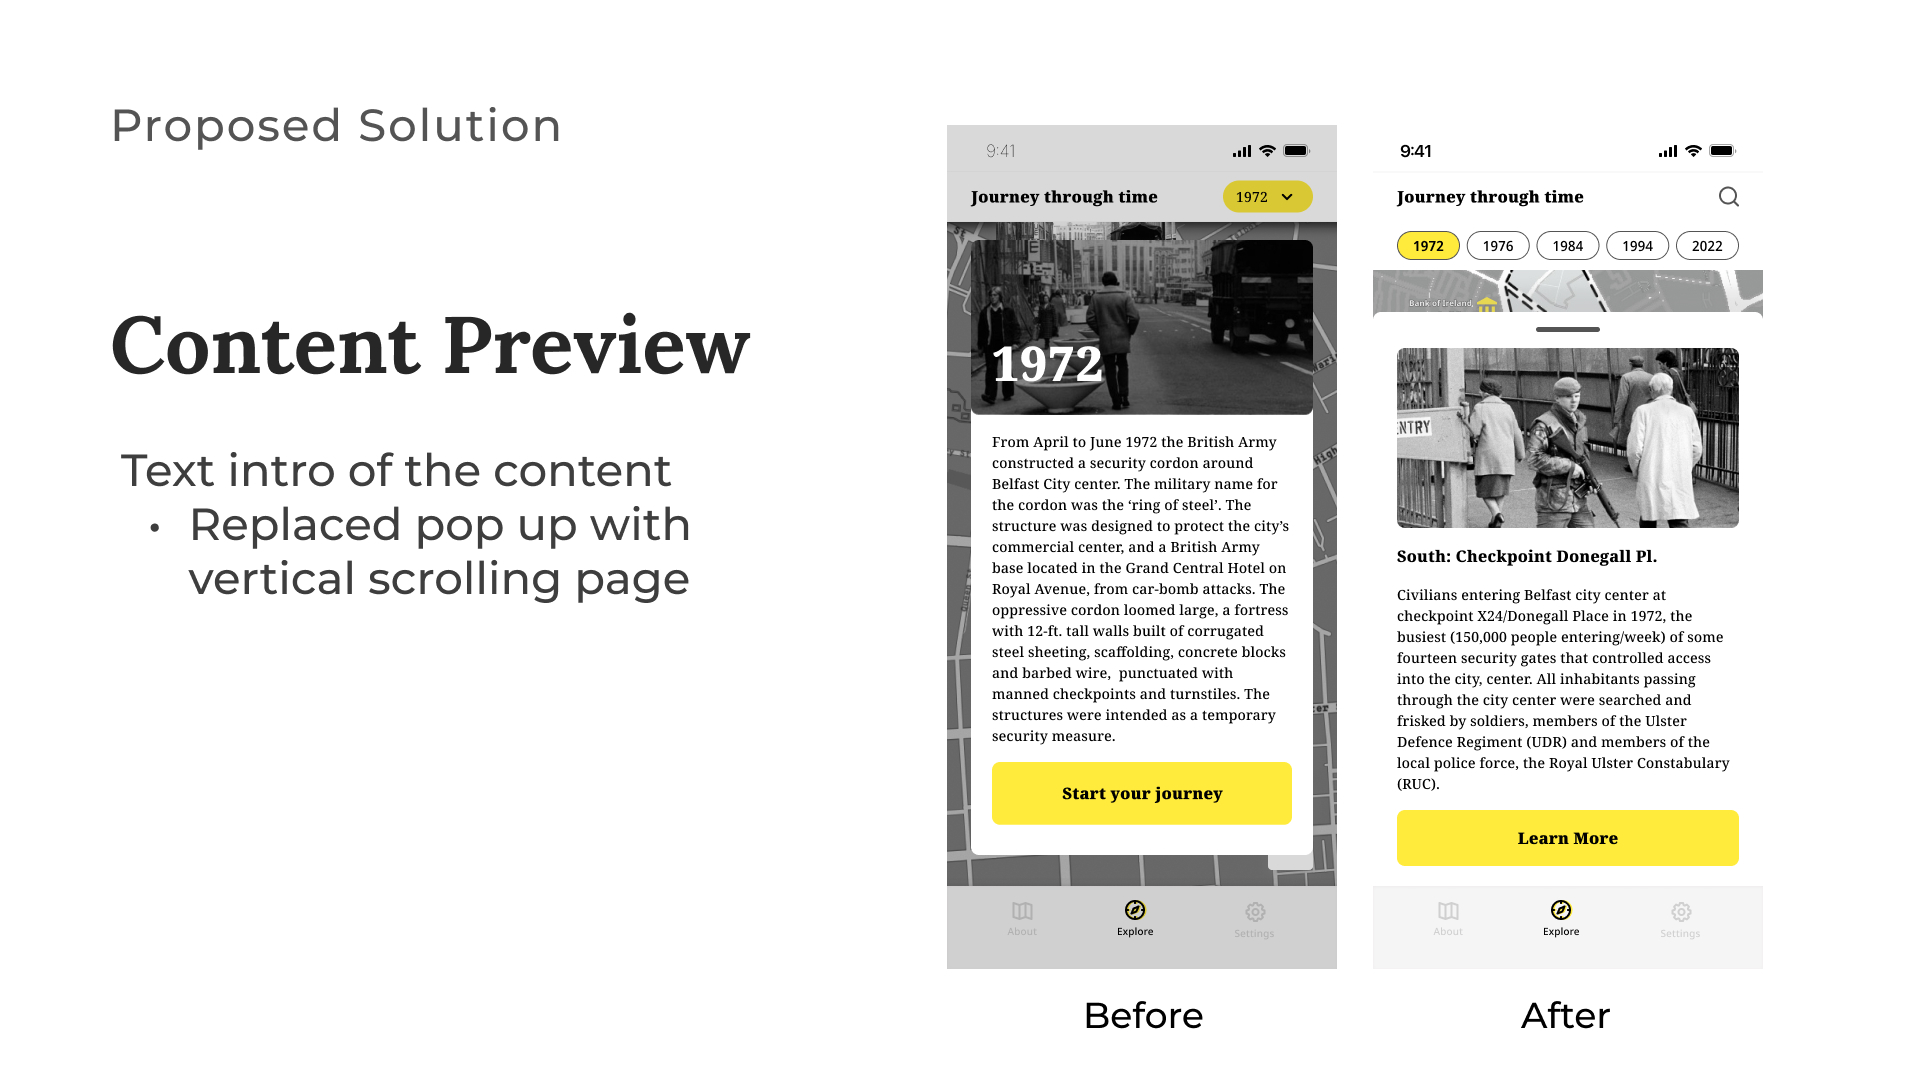 Proposed Solution
Content Preview
Text intro of the content
• Replaced pop up with
vertical scrolling page
9:41
Journey through time
1972
1972
From April to June 1972 the British Army
constructed a security cordon around
Belfast City center. The military name for
the cordon was the ‘ring of steel’. The
structure was designed to protect the city’s
commercial center, and a British Army
base located in the Grand Central Hotel on
Royal Avenue, from car-bomb attacks. The
oppressive cordon loomed large, a fortress
with 12-ft. tall walls built of corrugated
steel sheeting, scaffolding, concrete blocks
and barbed wire,  punctuated with
manned checkpoints and turnstiles. The
structures were intended as a temporary
security measure.
Start your journey
About
Explore
Settings
Before
9:41
Journey through time
1972
1976
1984
1994
2022
Bank of Ireland
ENTRY
South: Checkpoint Donegall Pl.
Civilians entering Belfast city center at
checkpoint X24/Donegall Place in 1972, the
busiest (150,000 people entering/week) of some
fourteen security gates that controlled access
into the city, center. All inhabitants passing
through the city center were searched and
frisked by soldiers, members of the Ulster
Defence Regiment (UDR) and members of the
local police force, the Royal Ulster Constabulary
(RUC).
Learn More
About
Explore
Settings
After